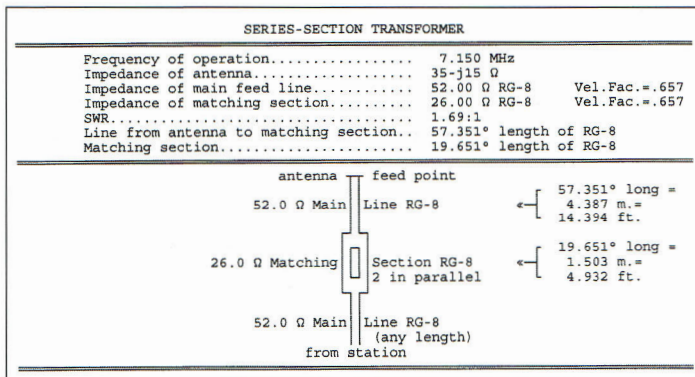 SERIES-SECTION TRANSFORMER
Frequency of operation.................. 7.150 MHz
Impedance of antenna.................... 35-j15 Ω
Impedance of main feed line............. 52.00 Ω RG-8 Vel.Fac.=.657
Impedance of matching section........... 26.00 Ω RG-8 Vel.Fac.=.657
SWR..................................... 1.69:1
Line from antenna to matching section.. 57.351° length of RG-8
Matching section........................ 19.651° length of RG-8
antenna feed point
52.0 Ω Main Line RG-8
57.351° long =
4.387 m.=
14.394 ft.
26.0 Ω Matching Section RG-8
2 in parallel
19.651° long =
1.503 m.=
4.932 ft.
52.0 Ω Main Line RG-8
(any length)
from station